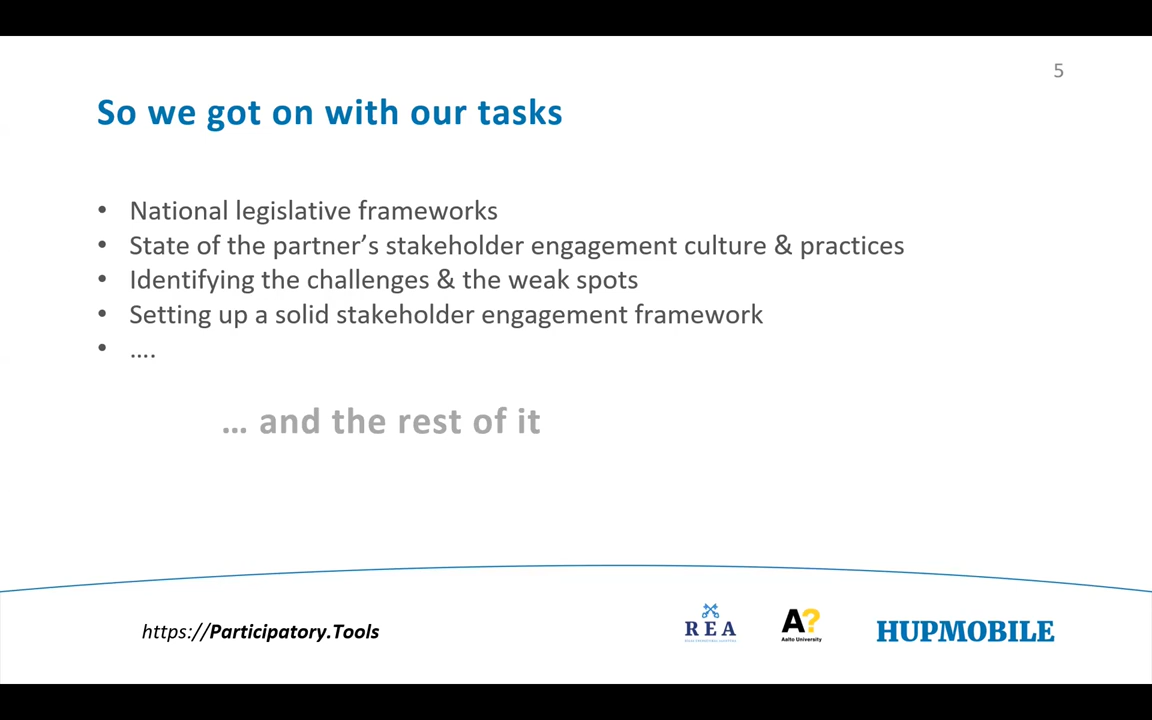 5
So we got on with our tasks
• National legislative frameworks
• State of the partner’s stakeholder engagement culture & practices
• Identifying the challenges & the weak spots
• Setting up a solid stakeholder engagement framework
• ....
... and the rest of it
https://Participatory.Tools
REA
A?
Aalto University
HUPMOBILE